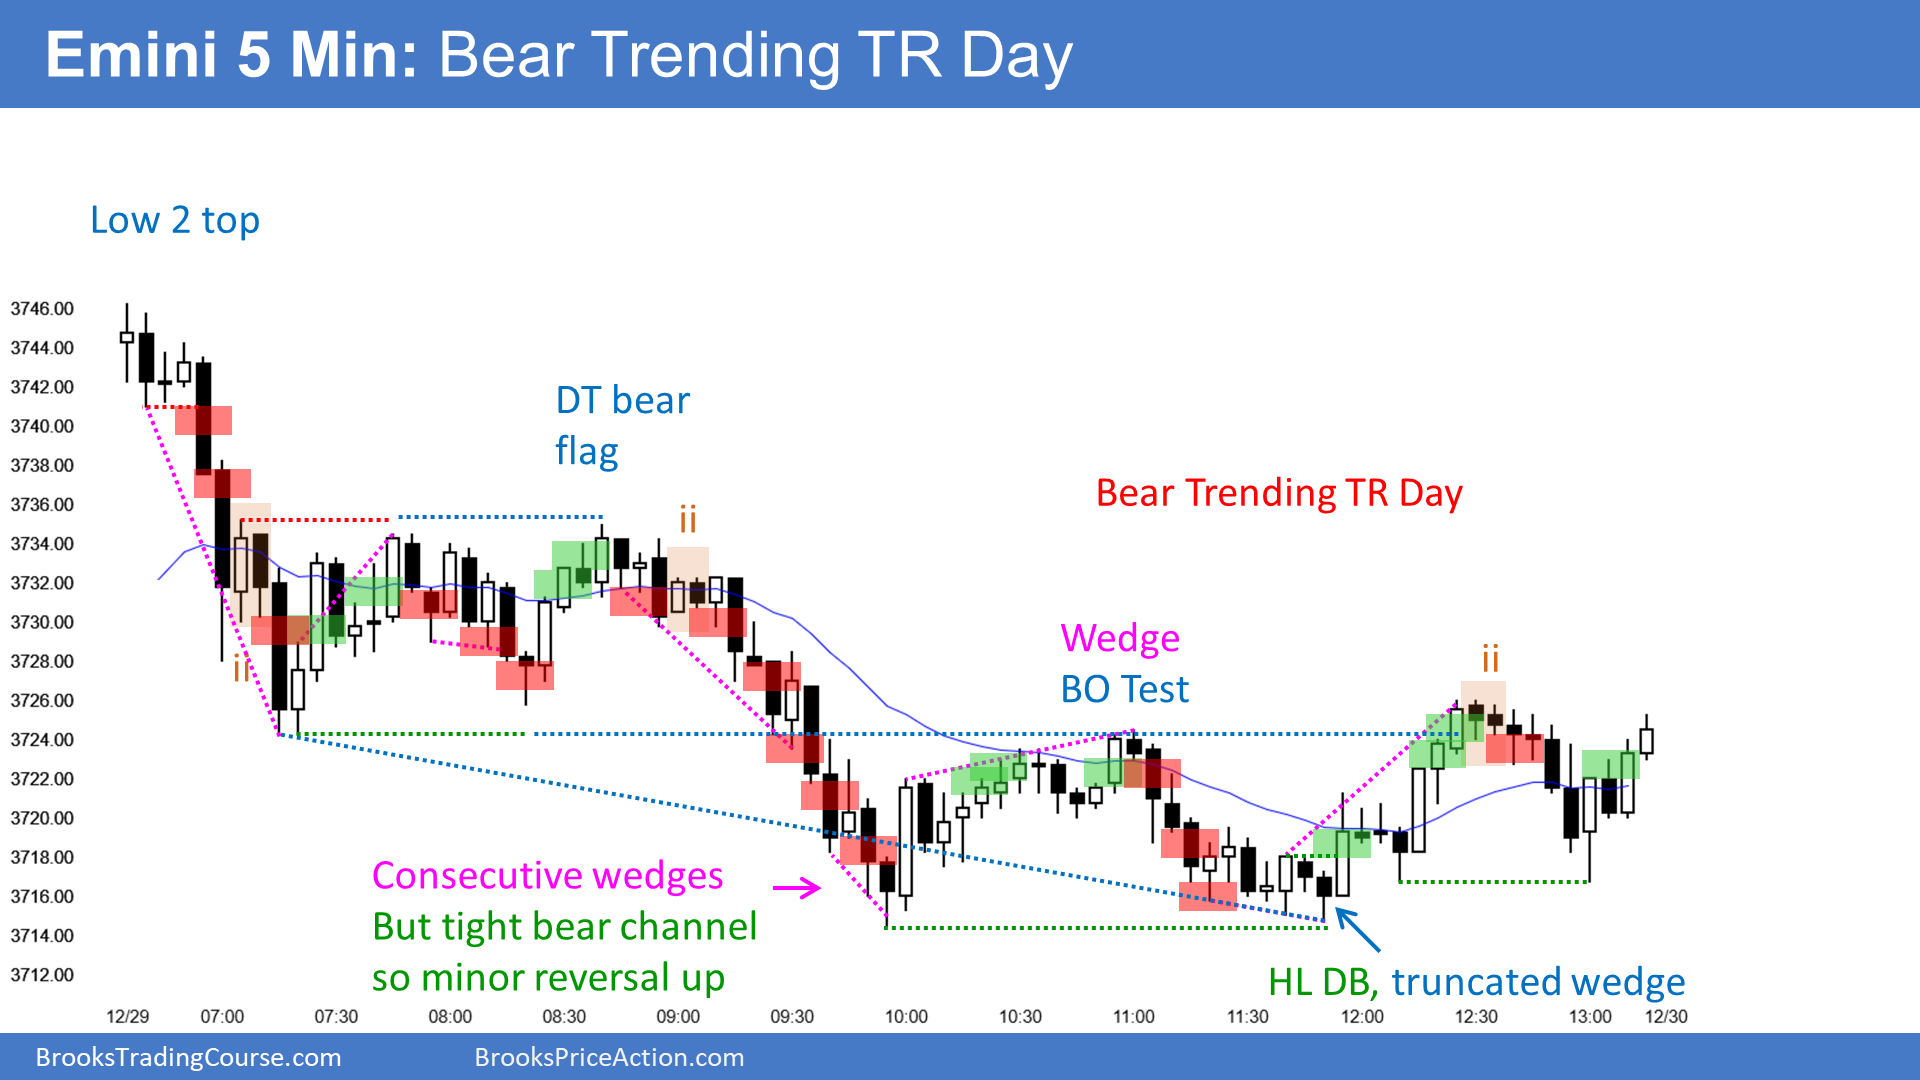 Emini 5 Min: Bear Trending TR Day
Low 2 top
DT bear
flag
ii
Bear Trending TR Day
ii
Wedge
BO Test
ii
Consecutive wedges
But tight bear channel
so minor reversal up
HL DB, truncated wedge
3746.00
3744.00
3742.00
3740.00
3738.00
3736.00
3734.00
3732.00
3730.00
3728.00
3726.00
3724.00
3722.00
3720.00
3718.00
3716.00
3714.00
3712.00
12/29 07:00 07:30 08:00 08:30 09:00 09:30 10:00 10:30 11:00 11:30 12:00 12:30 13:00 12/30
BrooksTradingCourse.com BrooksPriceAction.com